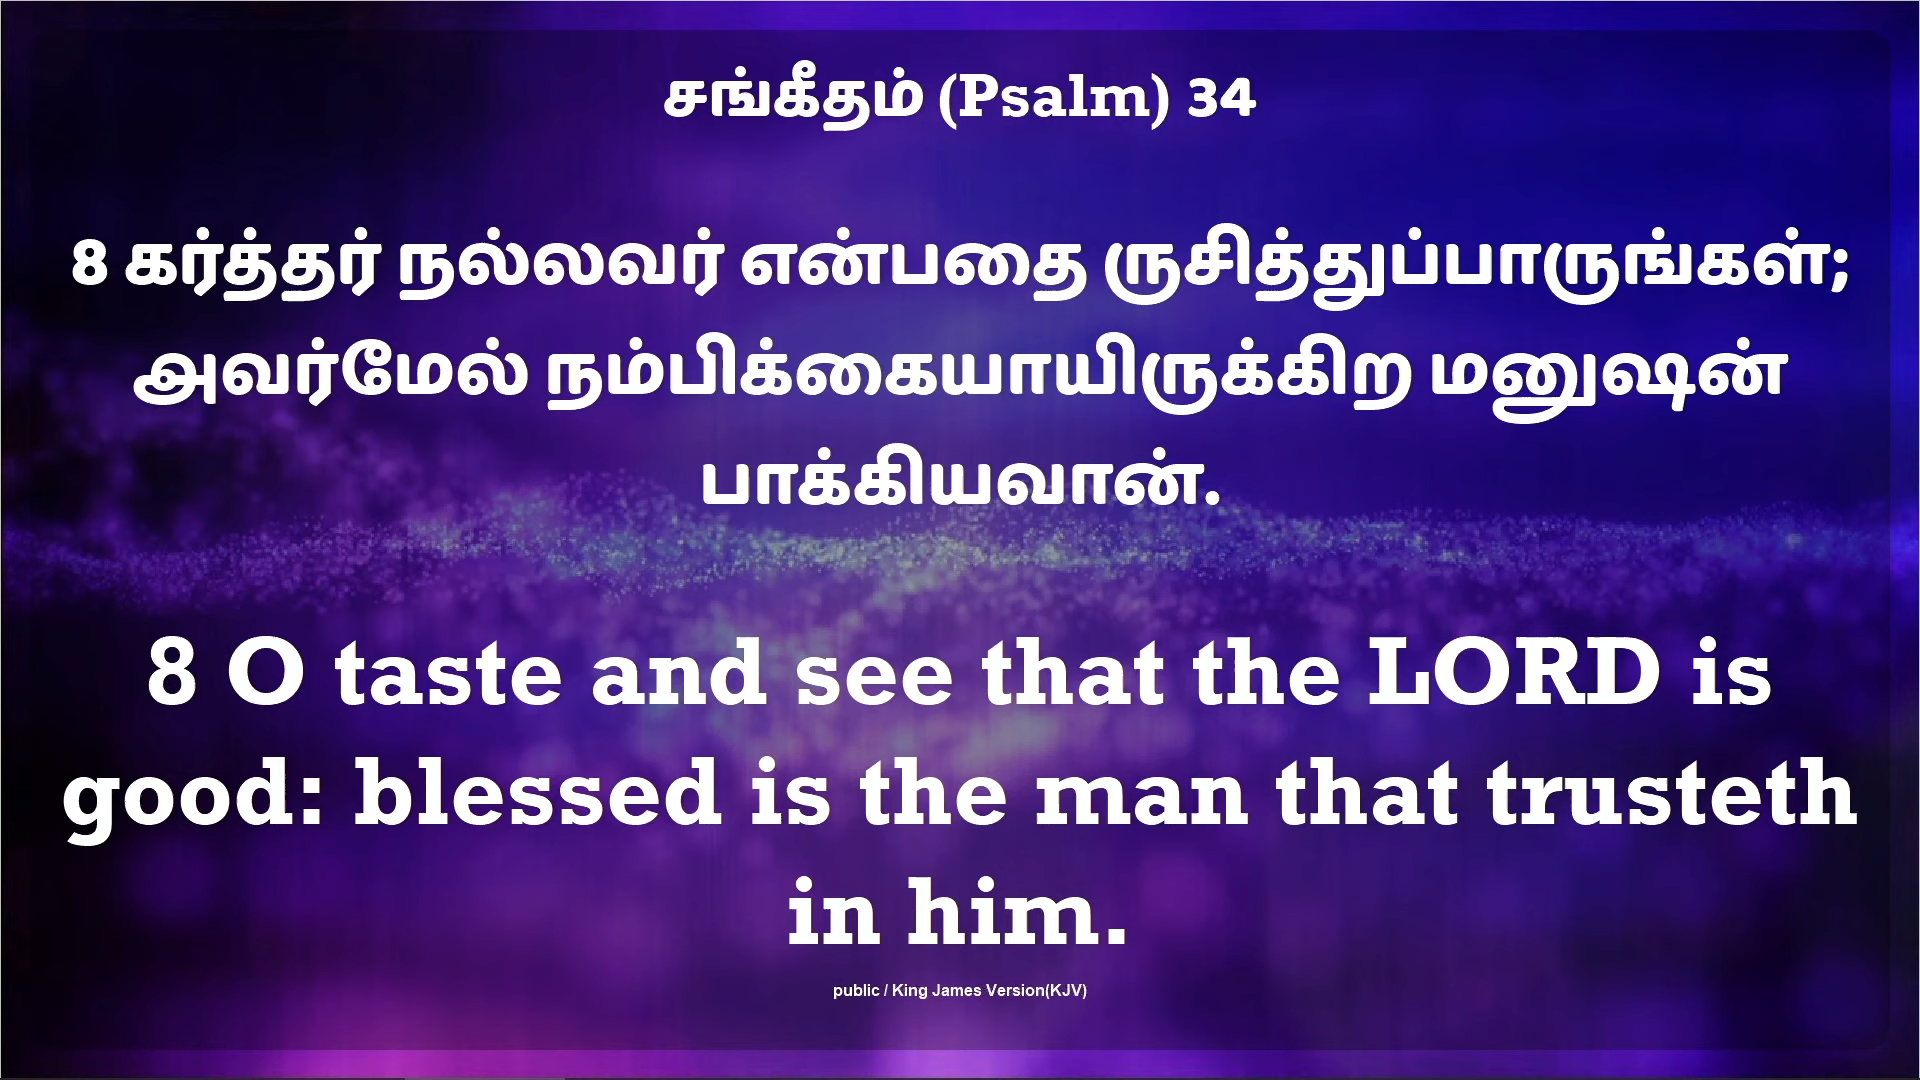 சங்கீதம் (Psalm) 34
8 கர்த்தர் நல்லவர் என்பதை ருசித்துப்பாருங்கள்;
அவர்மேல் நம்பிக்கையாயிருக்கிற மனுஷன்
பாக்கியவான்.
8 O taste and see that the LORD is
good: blessed is the man that trusteth
in him.
public / King James Version(KJV)